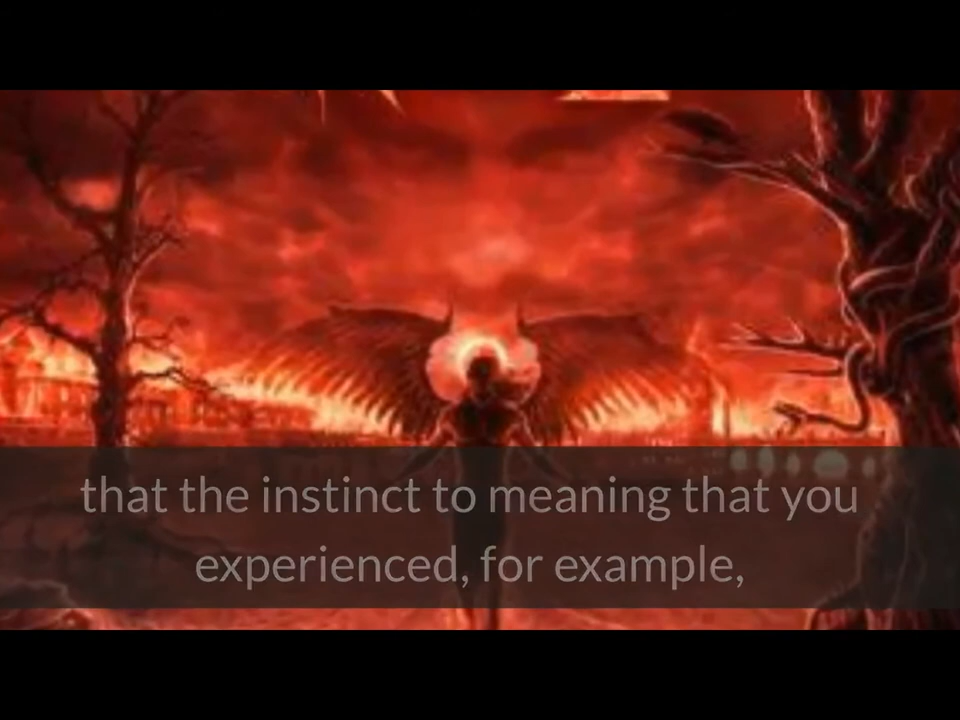 that the instinct to meaning that you
experienced, for example,